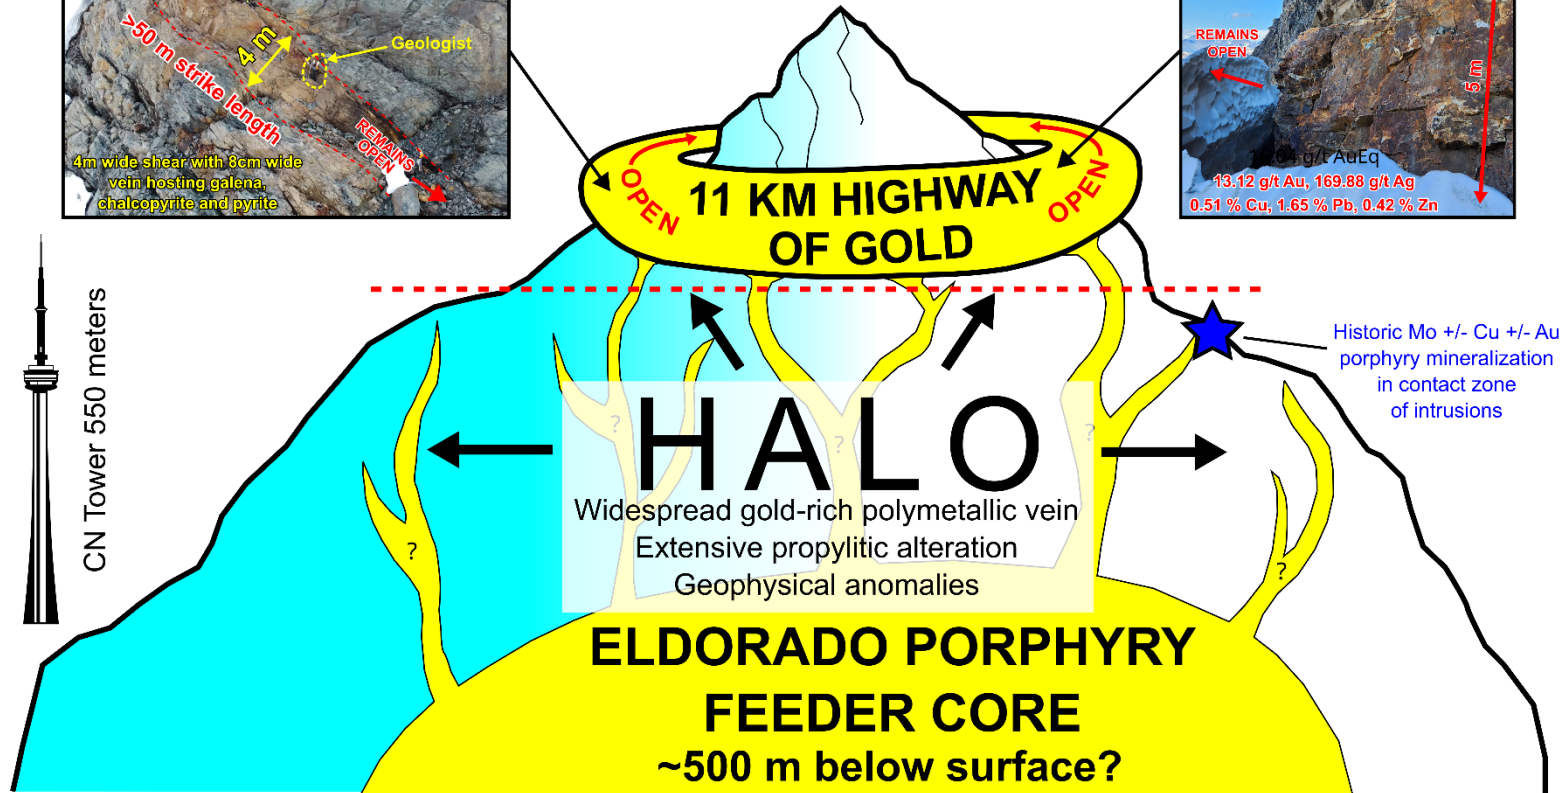 >50 m strike length
4 m
Geologist
REMAINS
OPEN
4m wide shear with 8cm wide
vein hosting galena,
chalcopyrite and pyrite
REMAINS
OPEN
5 m
g/t AuEq
13.12 g/t Au, 169.88 g/t Ag
0.51 % Cu, 1.65 % Pb, 0.42 % Zn
OPEN
11 KM HIGHWAY
OF GOLD
OPEN
CN Tower 550 meters
Historic Mo +/- Cu +/- Au
porphyry mineralization
in contact zone
of intrusions
HALO
Widespread gold-rich polymetallic vein
Extensive propylitic alteration
Geophysical anomalies
?
?
?
?
?
ELDORADO PORPHYRY
FEEDER CORE
~500 m below surface?